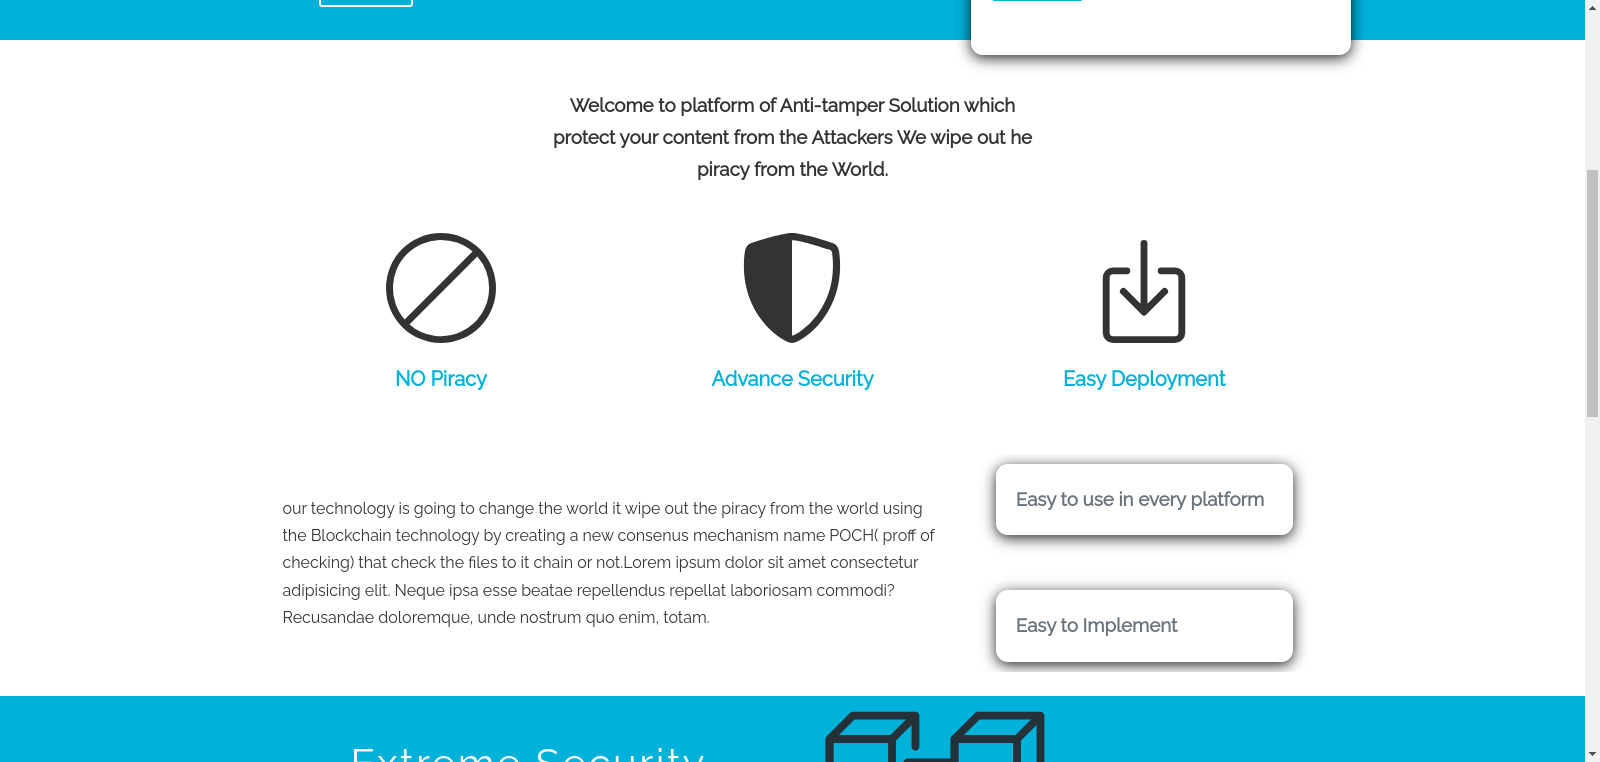 Welcome to platform of Anti-tamper Solution which
protect your content from the Attackers We wipe out he
piracy from the World.
NO Piracy
Advance Security
Easy Deployment
our technology is going to change the world it wipe out the piracy from the world using
the Blockchain technology by creating a new consenus mechanism name POCH( proff of
checking) that check the files to it chain or not.Lorem ipsum dolor sit amet consectetur
adipisicing elit. Neque ipsa esse beatae repellendus repellat laboriosam commodi?
Recusandae doloremque, unde nostrum quo enim, totam.
Easy to use in every platform
Easy to Implement
Extreme Security